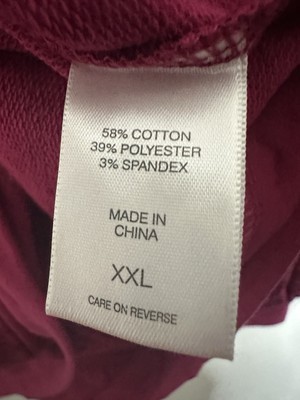 58% COTTON
39% POLYESTER
3% SPANDEX
MADE IN
CHINA
XXL
CARE ON REVERSE